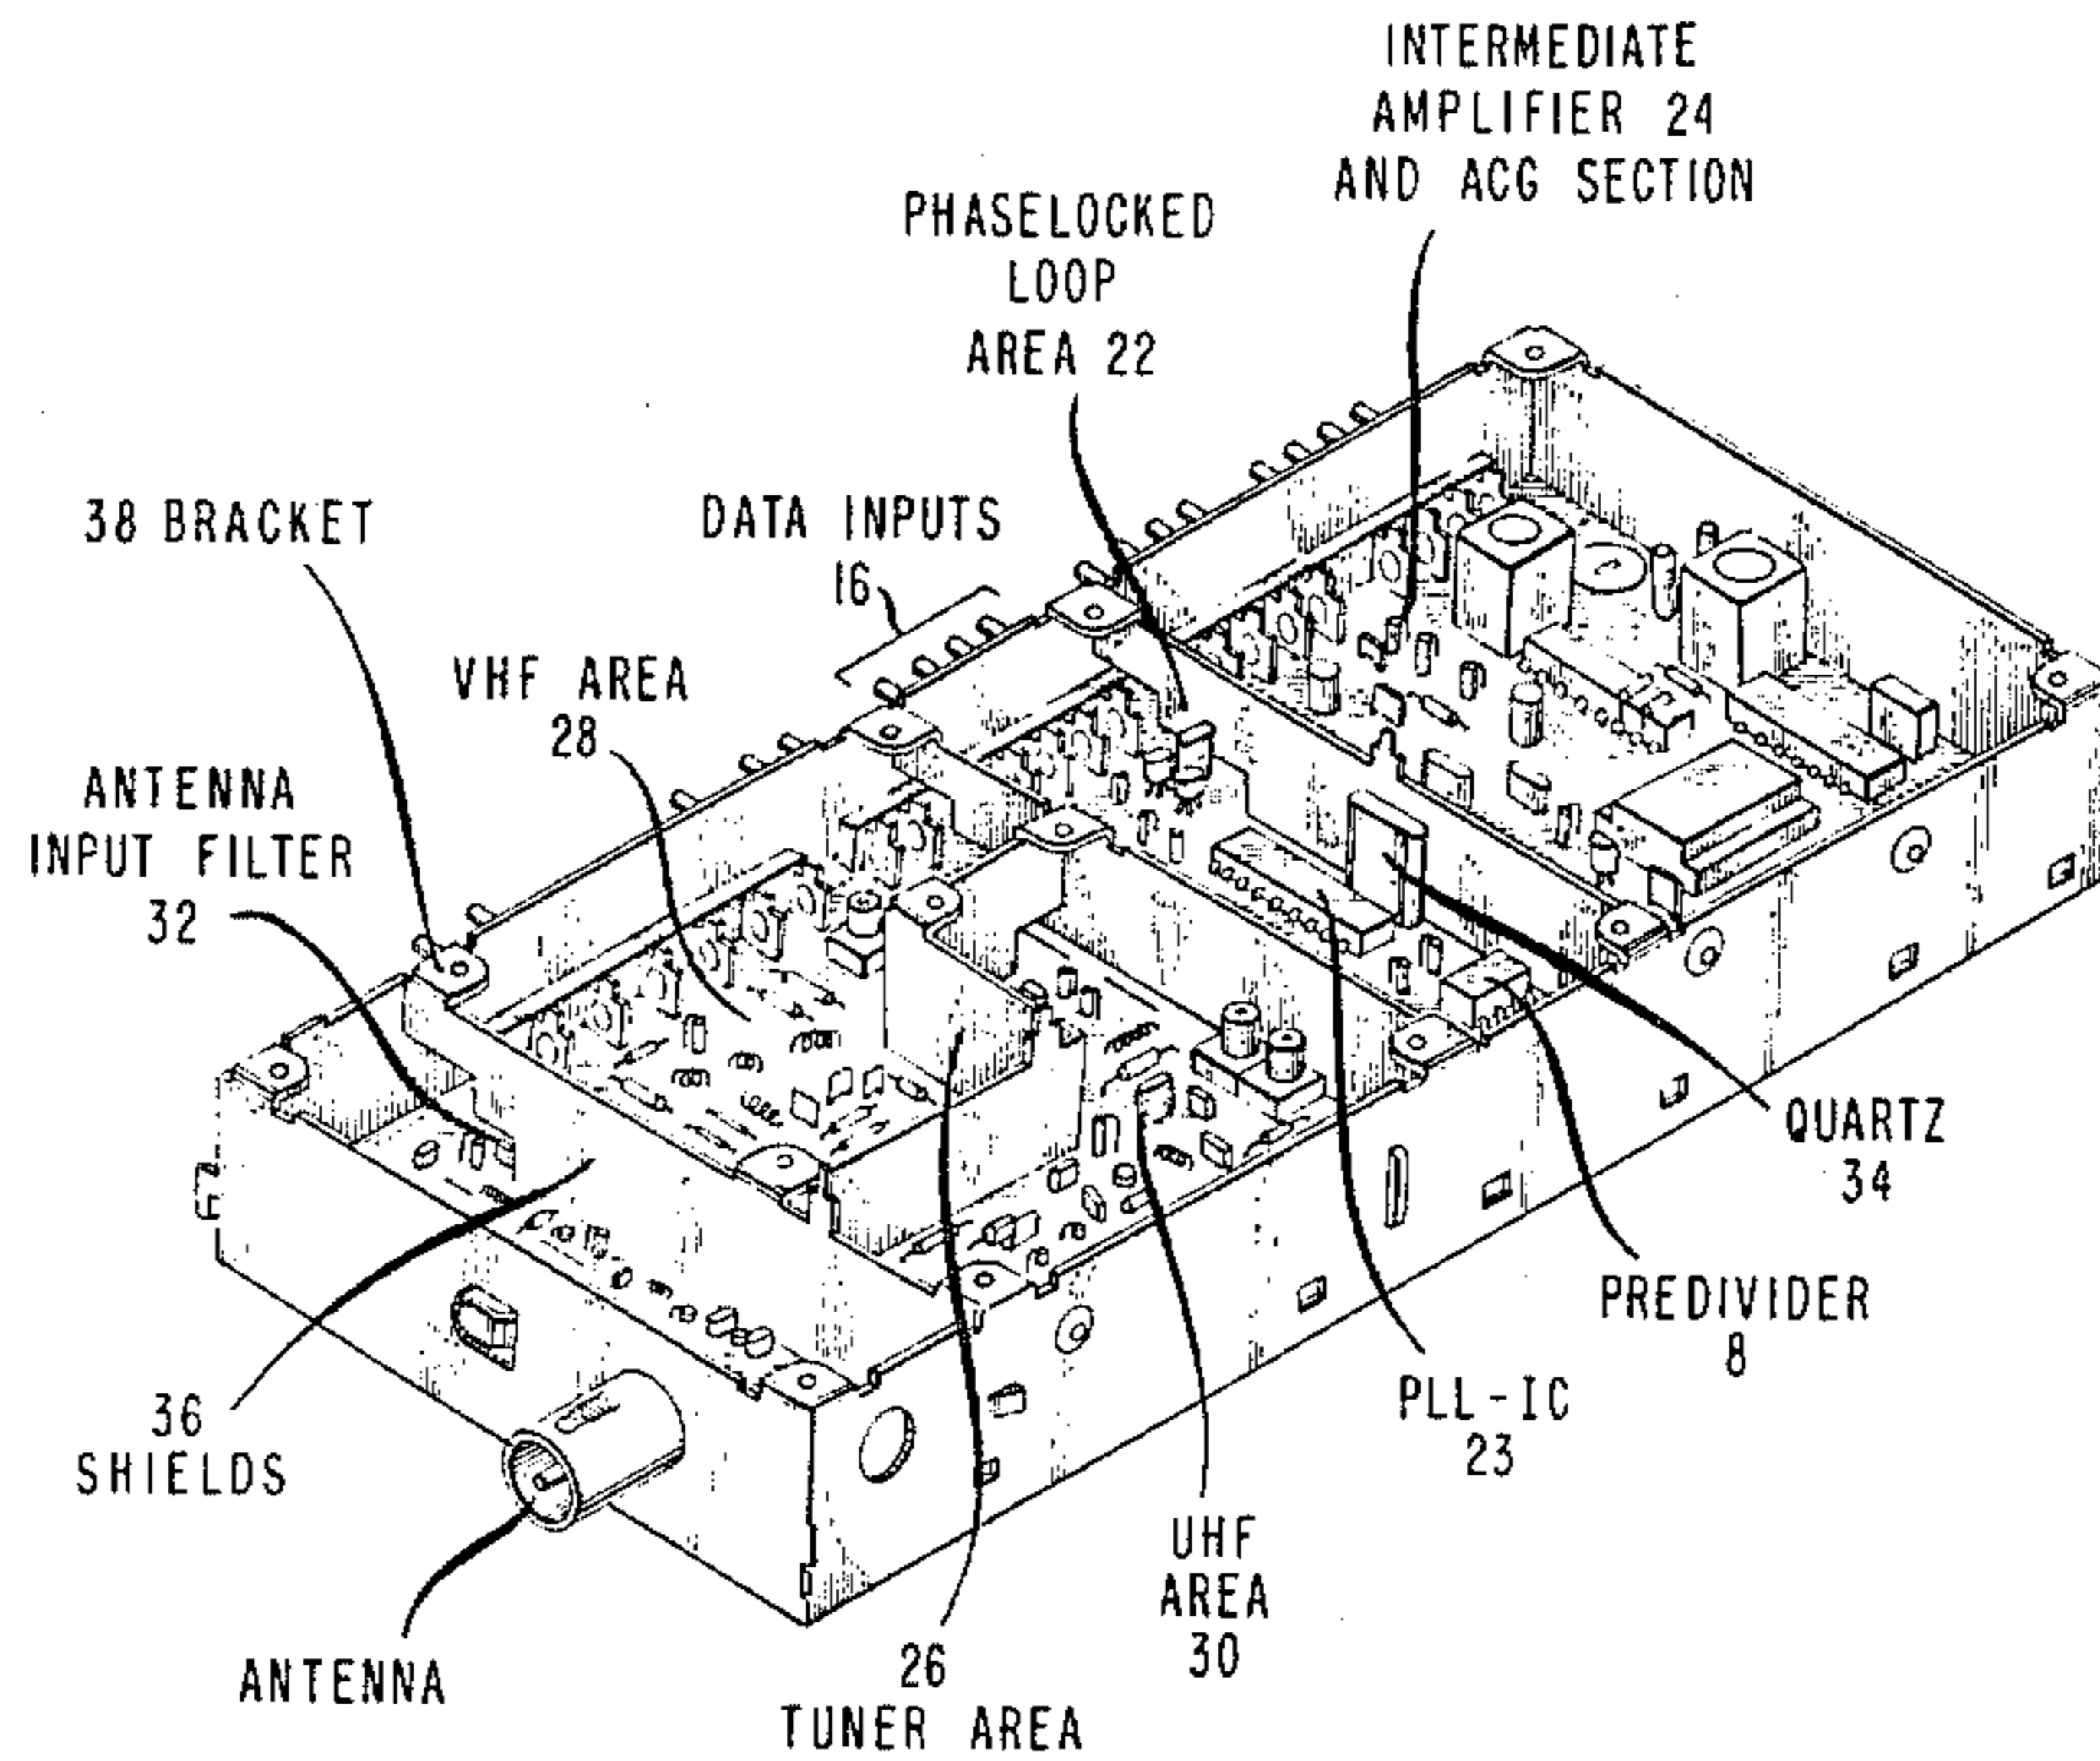 INTERMEDIATE
AMPLIFIER 24
AND ACG SECTION
PHASELOCKED
LOOP
AREA 22
38 BRACKET
DATA INPUTS
16
VHF AREA
28
ANTENNA
INPUT FILTER
32
QUARTZ
34
PREDIVIDER
8
PLL-IC
23
36
SHIELDS
UHF
AREA
30
ANTENNA
26
TUNER AREA